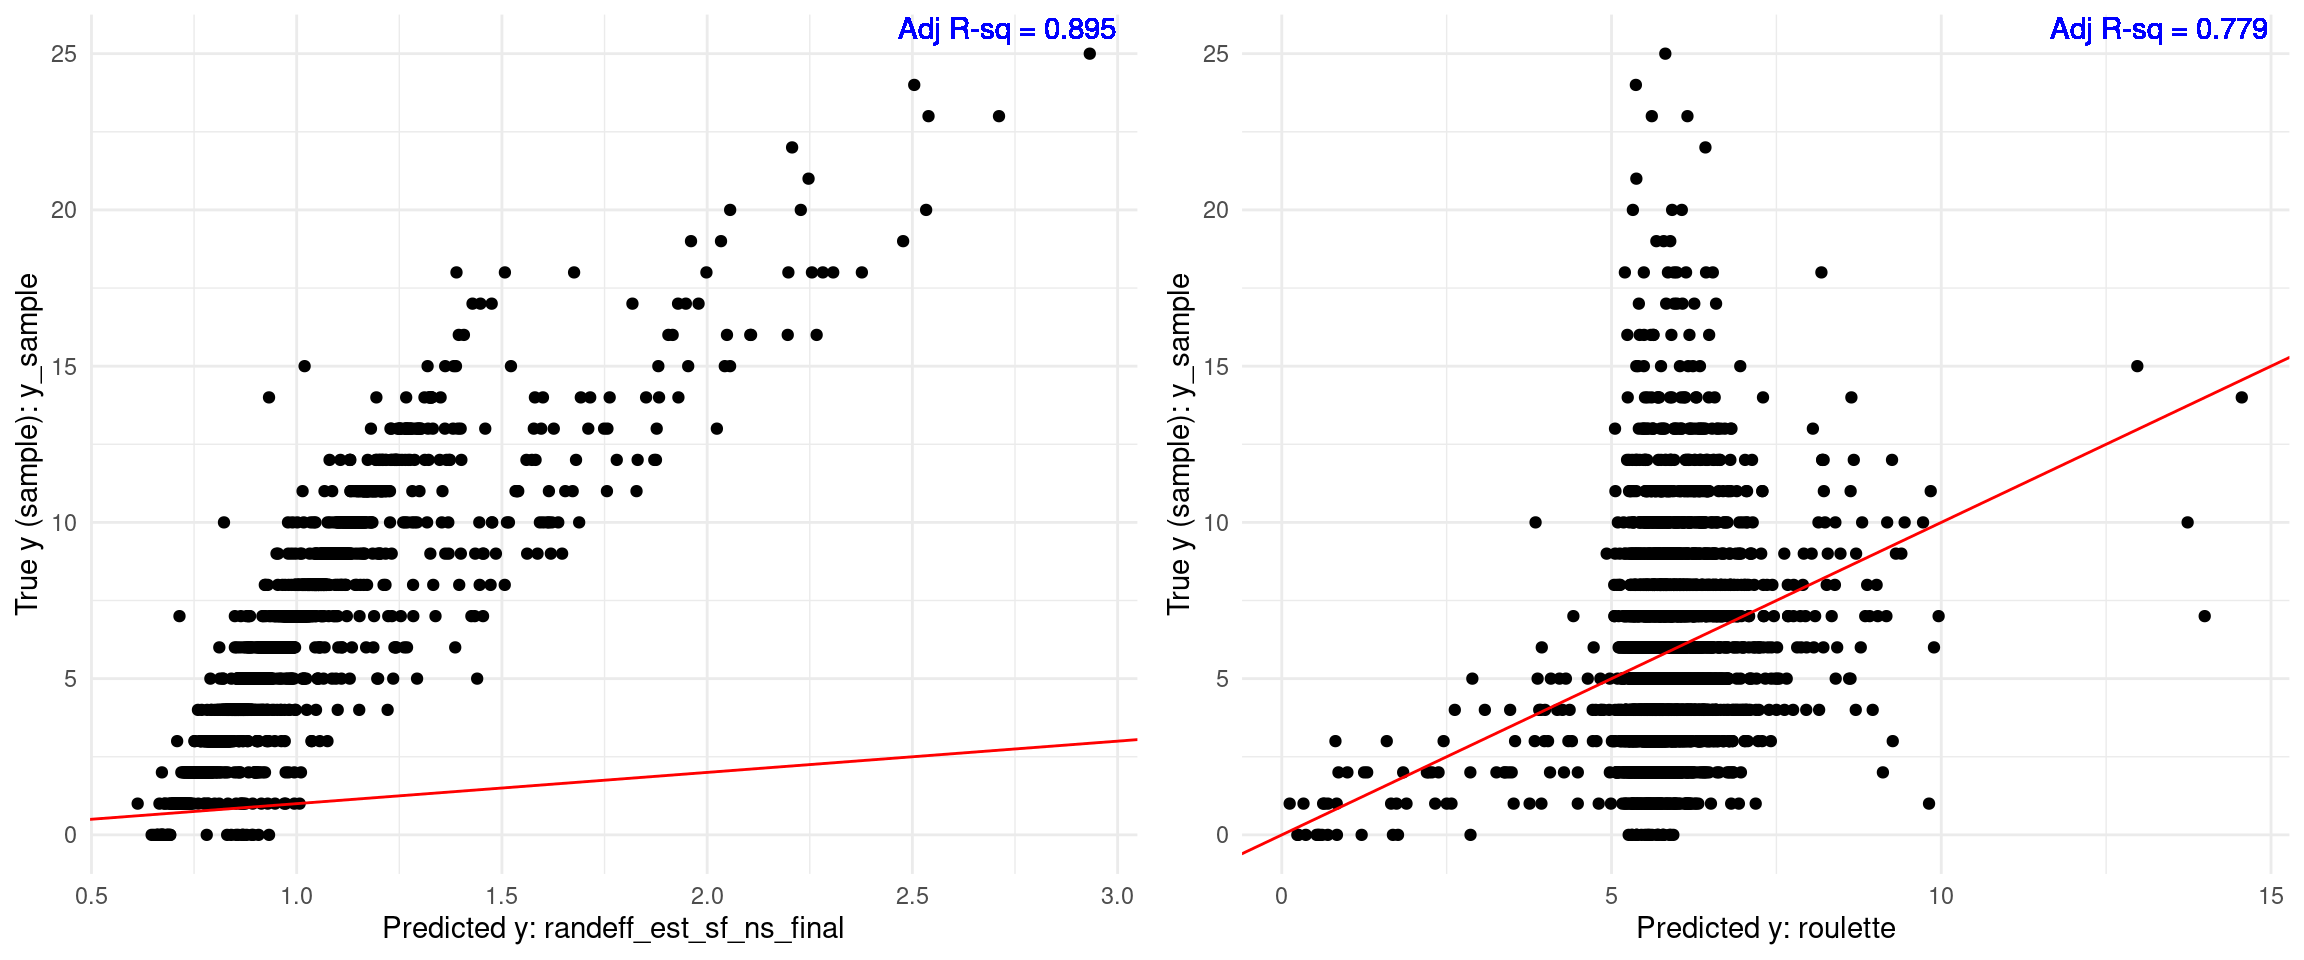 Adj R-sq = 0.895
25
20
15
10
5
0
True y (sample): y_sample
0.5 1.0 1.5 2.0 2.5 3.0
Predicted y: randeff_est_sf_ns_final
Adj R-sq = 0.779
25
20
15
10
5
0
True y (sample): y_sample
0 5 10 15
Predicted y: roulette